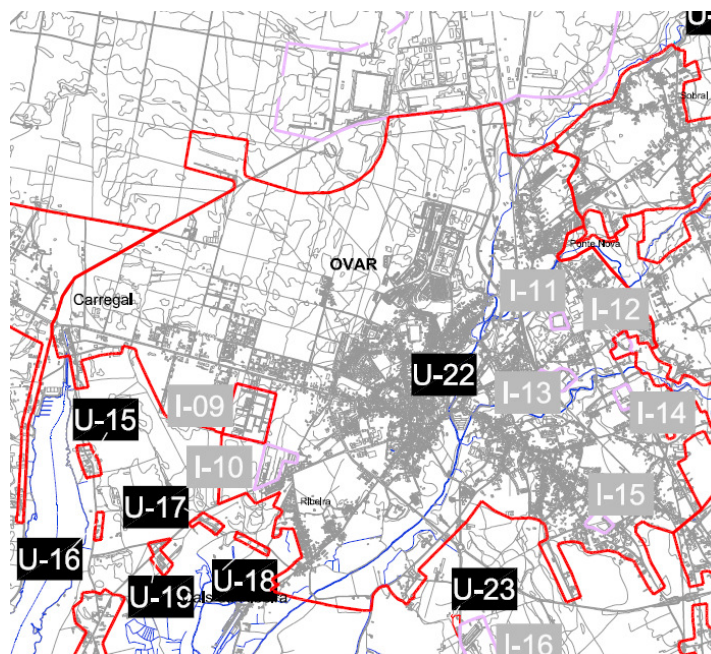 U-
Sobral
Ponte Nova
OVAR
I-11
Carregal
I-12
U-22
I-13
I-09
I-14
U-15
I-10
I-15
Ribeira
U-17
U-16
U-19
U-18
U-23
I-16